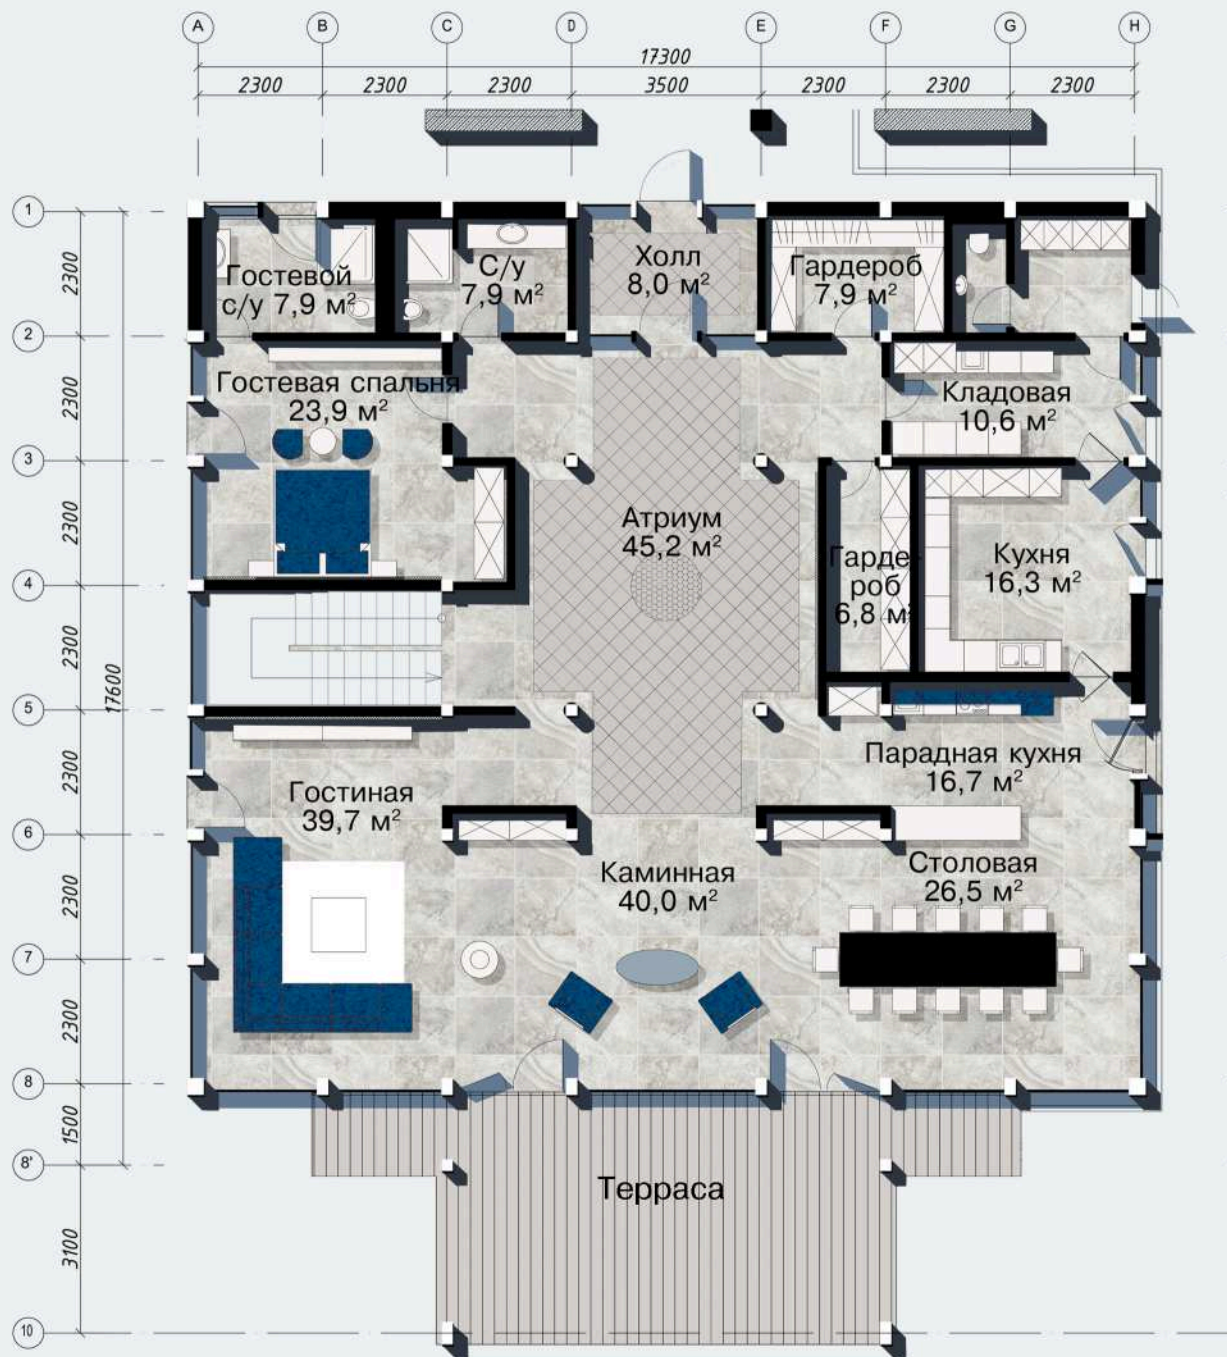 A B C D E F G H
17300
2300 2300 2300 3500 2300 2300 2300
1
2300
Гостевой
с/у 7,9 м²
С/у
7,9 м²
Холл
8,0 м²
Гардероб
7,9 м²
2
2300
Гостевая спальня
23,9 м²
Кладовая
10,6 м²
3
2300
Атриум
45,2 м²
Гарде-
роб
6,8 м²
Кухня
16,3 м²
4
2300
17600
5
2300
Гостиная
39,7 м²
Парадная кухня
16,7 м²
6
2300
Каминная
40,0 м²
Столовая
26,5 м²
7
2300
8
1500
8'
Терраса
3100
10